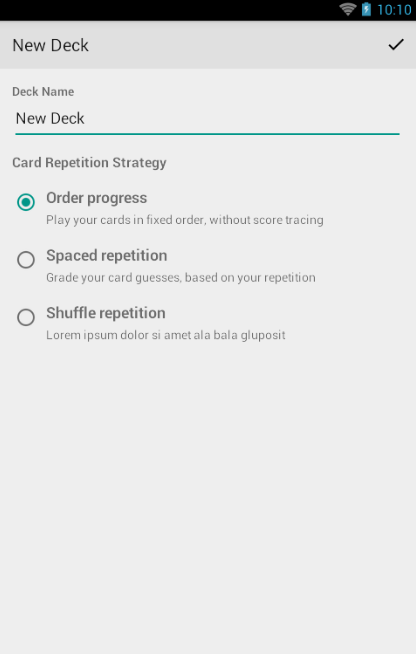 10:10
New Deck
Deck Name
New Deck
Card Repetition Strategy
Order progress
Play your cards in fixed order, without score tracing
Spaced repetition
Grade your card guesses, based on your repetition
Shuffle repetition
Lorem ipsum dolor si amet ala bala gluposit